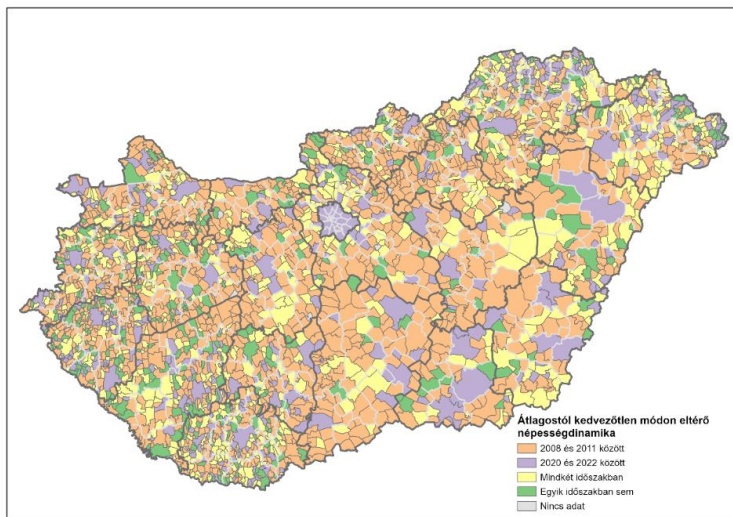 Átlagostól kedvezőtlen módon eltérő
népességdinamika
2008 és 2011 között
2020 és 2022 között
Mindkét időszakban
Egyik időszakban sem
Nincs adat